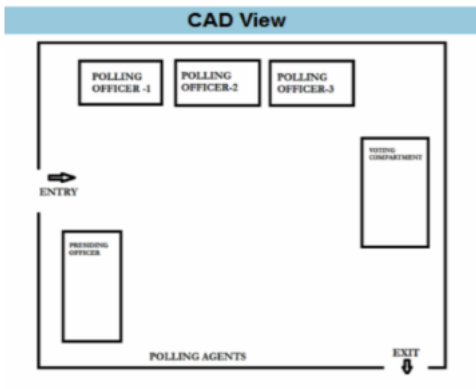 CAD View
POLLING
OFFICER -1
POLLING
OFFICER-2
POLLING
OFFICER-3
VOTING
COMPARTMENT
ENTRY
PRESIDING
OFFICER
POLLING AGENTS
EXIT